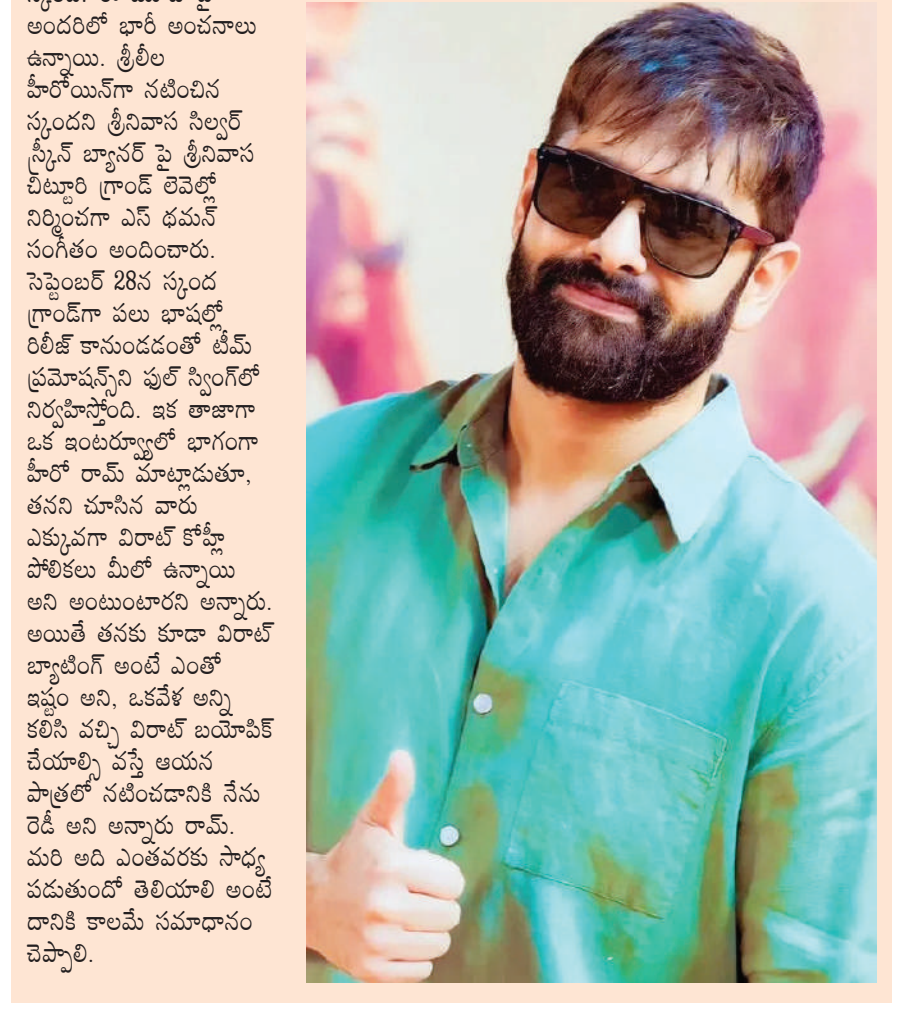 అందరిలో భారీ అంచనాలు
ఉన్నాయి. శ్రీలీల
హీరోయిన్‌గా నటించిన
స్కందని శ్రీనివాస సిల్వర్
స్క్రీన్ బ్యానర్ పై శ్రీనివాస
చిట్టూరి గ్రాండ్ లెవెల్లో
నిర్మించగా ఎస్ థమన్
సంగీతం అందించారు.
సెప్టెంబర్ 28న స్కంద
గ్రాండ్‌గా పలు భాషల్లో
రిలీజ్ కానుండడంతో టీమ్
ప్రమోషన్స్‌ని ఫుల్ స్వింగ్‌లో
నిర్వహిస్తోంది. ఇక తాజాగా
ఒక ఇంటర్వ్యూలో భాగంగా
హీరో రామ్ మాట్లాడుతూ,
తనని చూసిన వారు
ఎక్కువగా విరాట్ కోహ్లీ
పోలికలు మీలో ఉన్నాయి
అని అంటుంటారని అన్నారు.
అయితే తనకు కూడా విరాట్
బ్యాటింగ్ అంటే ఎంతో
ఇష్టం అని, ఒకవేళ అన్ని
కలిసి వచ్చి విరాట్ బయోపిక్
చేయాల్సి వస్తే ఆయన
పాత్రలో నటించడానికి నేను
రెడీ అని అన్నారు రామ్.
మరి అది ఎంతవరకు సాధ్య
పడుతుందో తెలియాలి అంటే
దానికి కాలమే సమాధానం
చెప్పాలి.